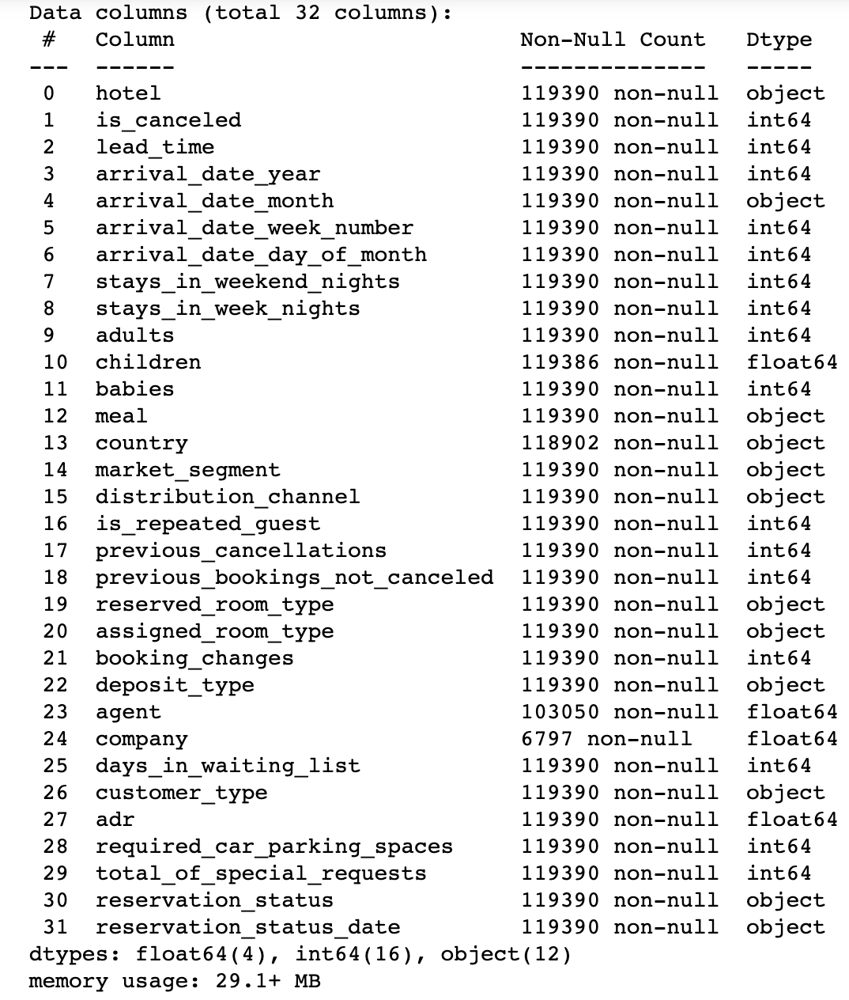 Data columns (total 32 columns):
 #   Column                          Non-Null Count   Dtype
---  ------                          --------------   -----
 0   hotel                           119390 non-null  object
 1   is_canceled                     119390 non-null  int64
 2   lead_time                       119390 non-null  int64
 3   arrival_date_year               119390 non-null  int64
 4   arrival_date_month              119390 non-null  object
 5   arrival_date_week_number        119390 non-null  int64
 6   arrival_date_day_of_month       119390 non-null  int64
 7   stays_in_weekend_nights         119390 non-null  int64
 8   stays_in_week_nights            119390 non-null  int64
 9   adults                          119390 non-null  int64
 10  children                        119386 non-null  float64
 11  babies                          119390 non-null  int64
 12  meal                            119390 non-null  object
 13  country                         118902 non-null  object
 14  market_segment                  119390 non-null  object
 15  distribution_channel            119390 non-null  object
 16  is_repeated_guest               119390 non-null  int64
 17  previous_cancellations          119390 non-null  int64
 18  previous_bookings_not_canceled  119390 non-null  int64
 19  reserved_room_type              119390 non-null  object
 20  assigned_room_type              119390 non-null  object
 21  booking_changes                 119390 non-null  int64
 22  deposit_type                    119390 non-null  object
 23  agent                           103050 non-null  float64
 24  company                         6797 non-null    float64
 25  days_in_waiting_list            119390 non-null  int64
 26  customer_type                   119390 non-null  object
 27  adr                             119390 non-null  float64
 28  required_car_parking_spaces     119390 non-null  int64
 29  total_of_special_requests       119390 non-null  int64
 30  reservation_status              119390 non-null  object
 31  reservation_status_date         119390 non-null  object
dtypes: float64(4), int64(16), object(12)
memory usage: 29.1+ MB